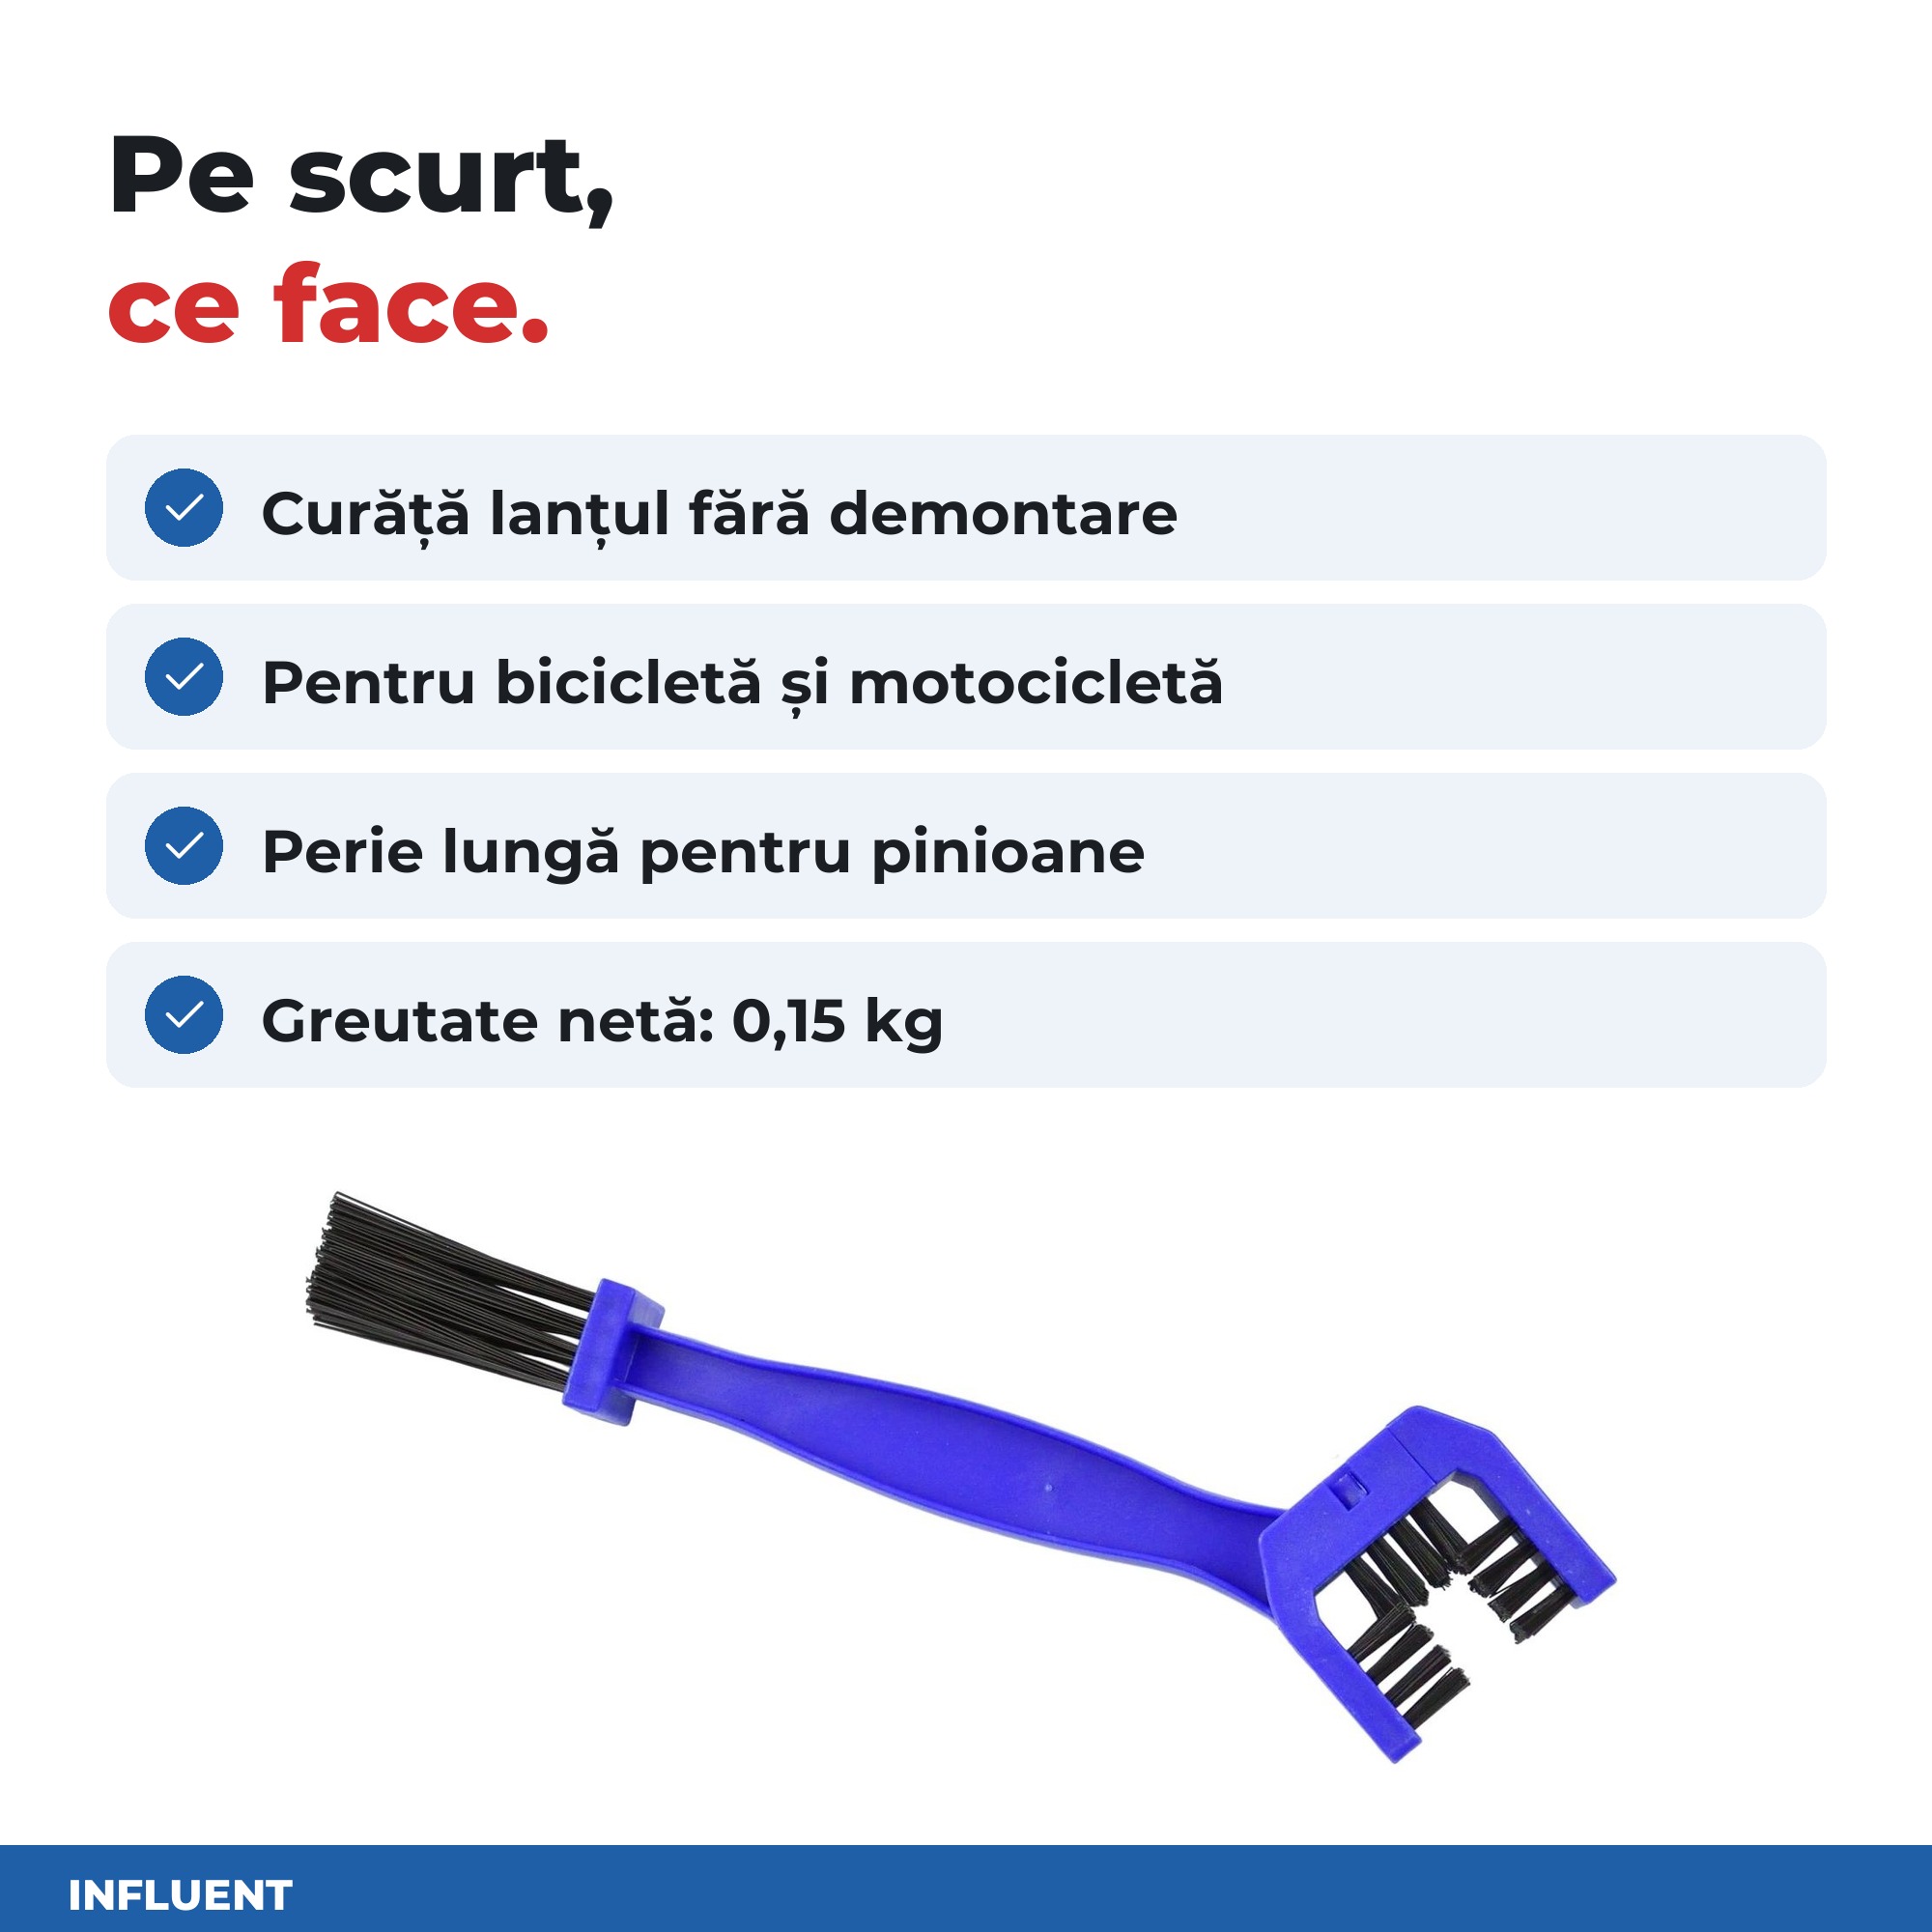 Pe scurt,
ce face.
Curăță lanțul fără demontare
Pentru bicicletă și motocicletă
Perie lungă pentru pinioane
Greutate netă: 0,15 kg
INFLUENT